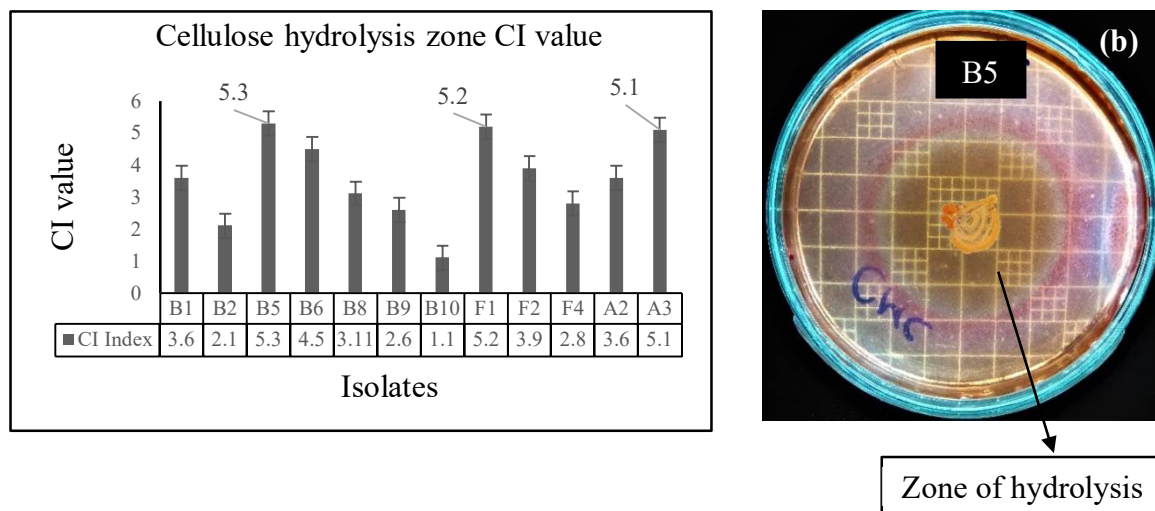 Cellulose hydrolysis zone CI value
5.3
5.2
5.1
6
5
4
3
2
1
0
CI value
B1 B2 B5 B6 B8 B9 B10 F1 F2 F4 A2 A3
CI Index 3.6 2.1 5.3 4.5 3.11 2.6 1.1 5.2 3.9 2.8 3.6 5.1
Isolates
(b)
B5
CMC
Zone of hydrolysis